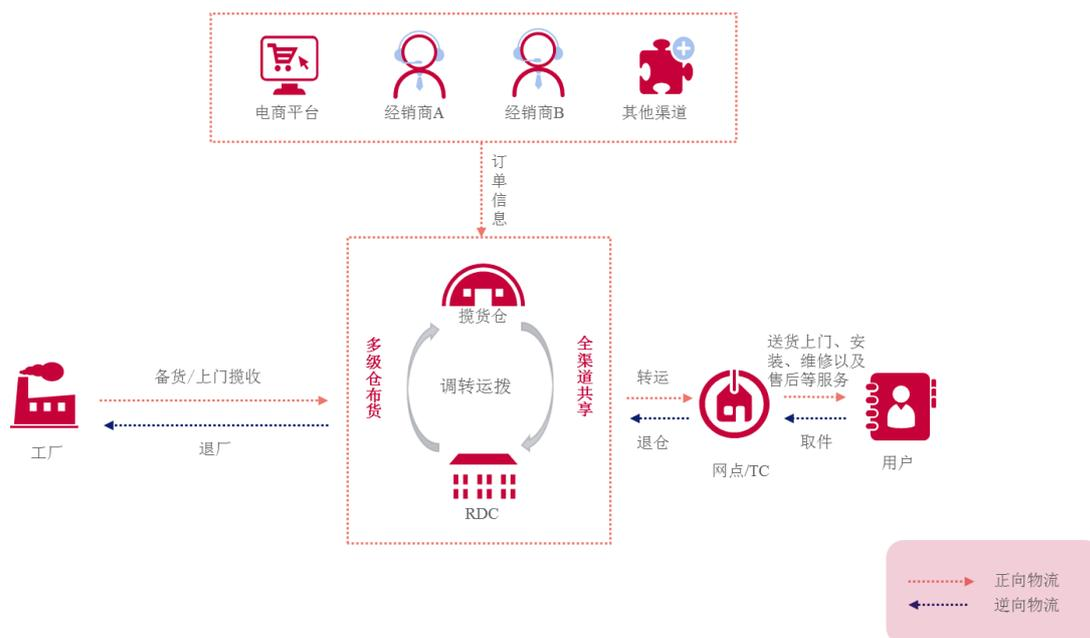 电商平台
经销商A
经销商B
其他渠道
订单信息
揽货仓
多级仓布货
全渠道共享
调转运拨
RDC
工厂
备货/上门揽收
退厂
转运
退仓
网点/TC
送货上门、安
装、维修以及
售后等服务
取件
用户
正向物流
逆向物流